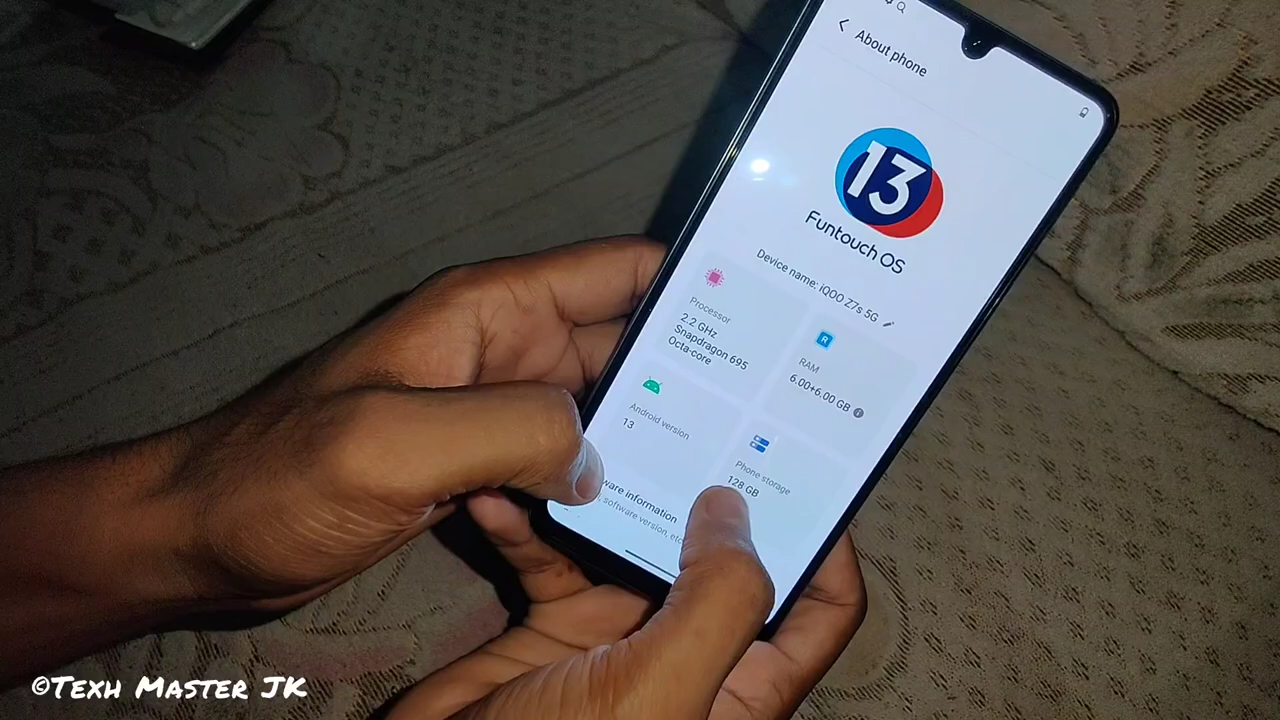 About phone
13
Funtouch OS
Device name: iQOO Z7s 5G
Processor
2.2 GHz
Snapdragon 695
Octa-core
R
RAM
6.00+6.00 GB
Android version
13
Phone storage
128 GB
ware information
software version, etc
©Texh Master JK